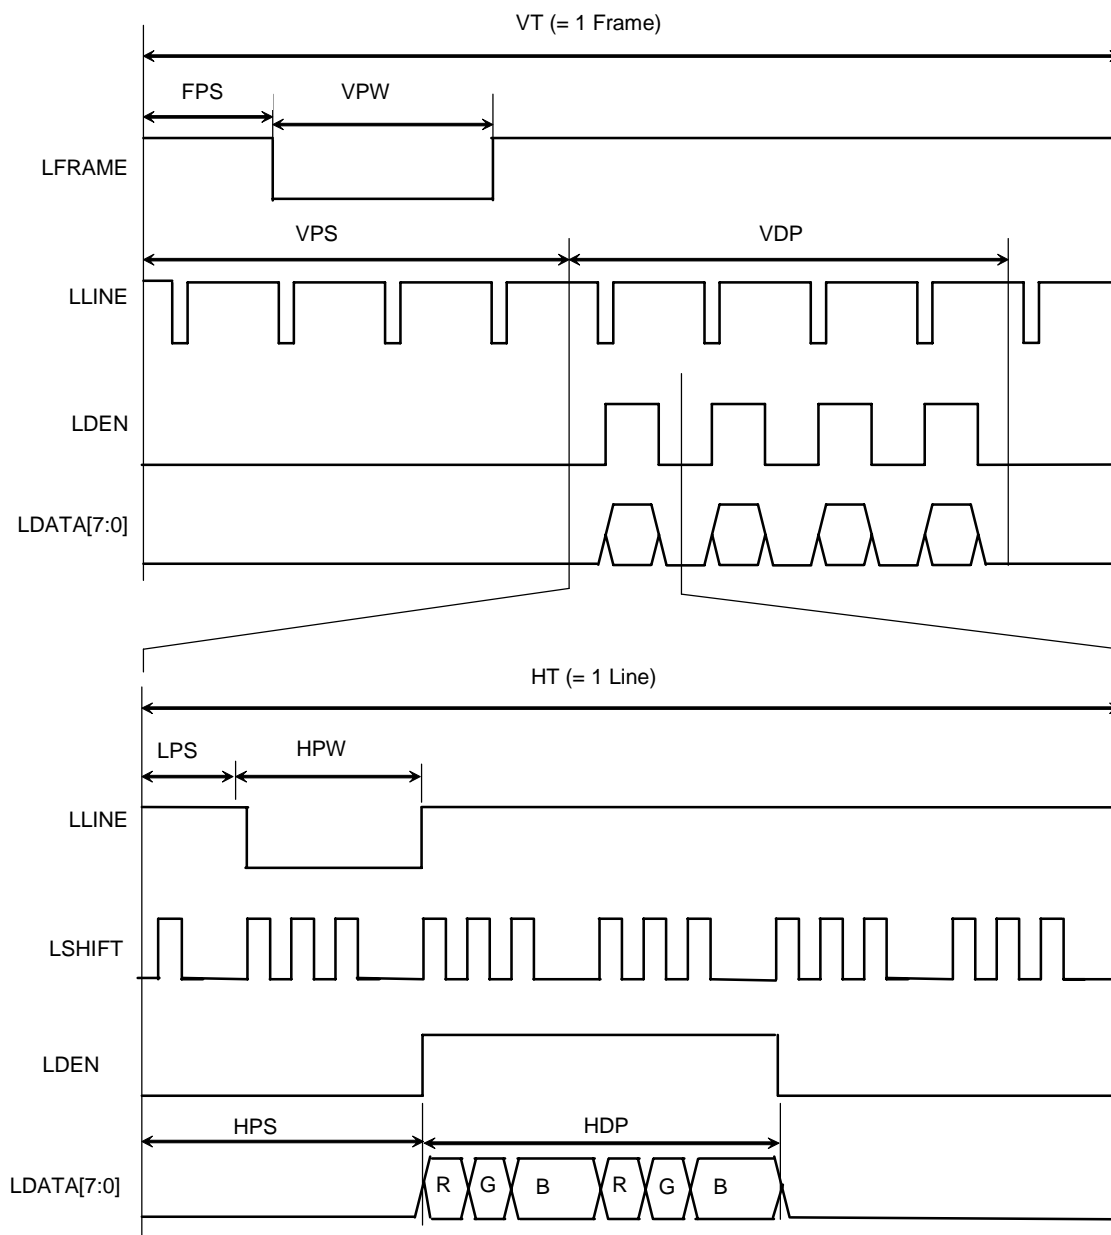 VT (= 1 Frame)
FPS
VPW
LFRAME
VPS
VDP
LLINE
LDEN
LDATA[7:0]
HT (= 1 Line)
LPS
HPW
LLINE
LSHIFT
LDEN
HPS
HDP
LDATA[7:0]
R G B R G B